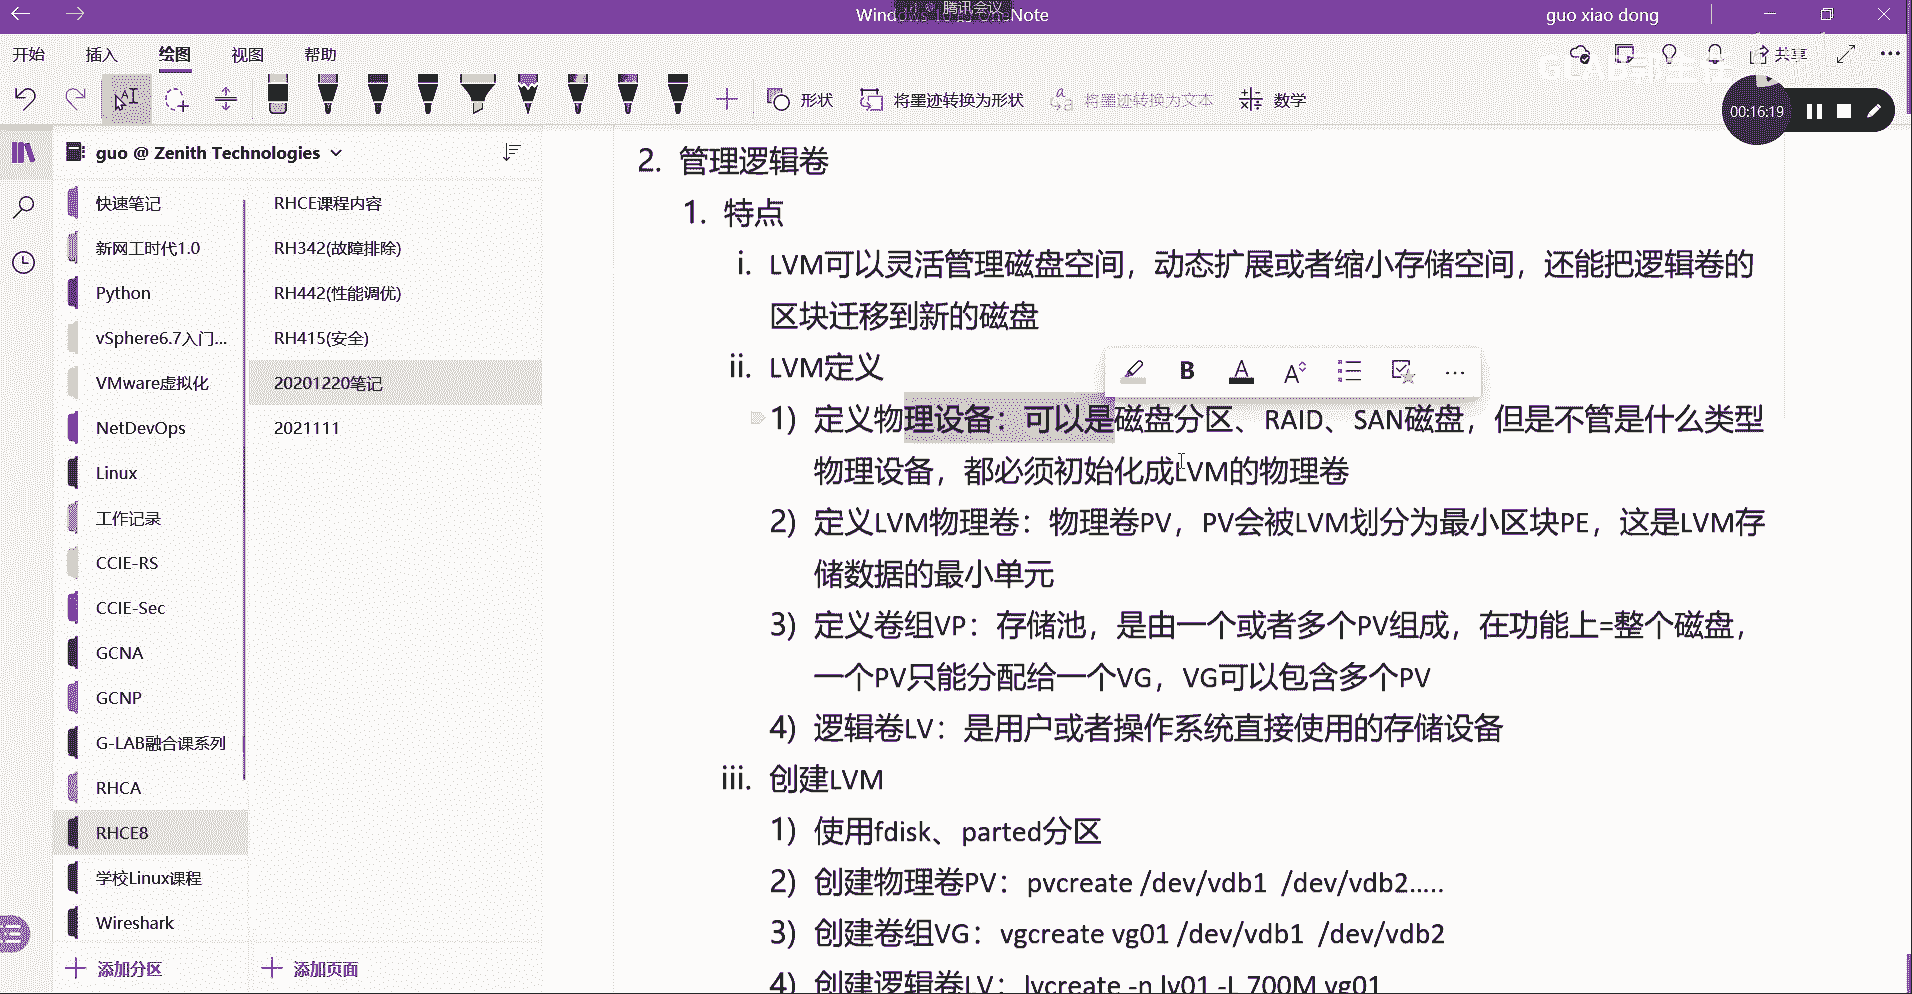 腾讯会议
guo xiao dong
开始 插入 绘图 视图 帮助
共享
形状 将墨迹转换为形状 将墨迹转换为文本 数学
00:16:19
guo @ Zenith Technologies
快速笔记
新网工时代1.0
Python
vSphere6.7入门...
VMware虚拟化
NetDevOps
Linux
工作记录
CCIE-RS
CCIE-Sec
GCNA
GCNP
G-LAB融合课系列
RHCA
RHCE8
学校Linux课程
Wireshark
添加分区
RHCE课程内容
RH342(故障排除)
RH442(性能调优)
RH415(安全)
20201220笔记
2021111
添加页面
2. 管理逻辑卷
1. 特点
i. LVM可以灵活管理磁盘空间，动态扩展或者缩小存储空间，还能把逻辑卷的
区块迁移到新的磁盘
ii. LVM定义
1) 定义物理设备：可以是磁盘分区、RAID、SAN磁盘，但是不管是什么类型
物理设备，都必须初始化成LVM的物理卷
2) 定义LVM物理卷：物理卷PV，PV会被LVM划分为最小区块PE，这是LVM存
储数据的最小单元
3) 定义卷组VP：存储池，是由一个或者多个PV组成，在功能上=整个磁盘，
一个PV只能分配给一个VG，VG可以包含多个PV
4) 逻辑卷LV：是用户或者操作系统直接使用的存储设备
iii. 创建LVM
1) 使用fdisk、parted分区
2) 创建物理卷PV：pvcreate /dev/vdb1 /dev/vdb2.....
3) 创建卷组VG：vgcreate vg01 /dev/vdb1 /dev/vdb2
4) 创建逻辑卷LV：lvcreate -n lv01 -L 700M vg01